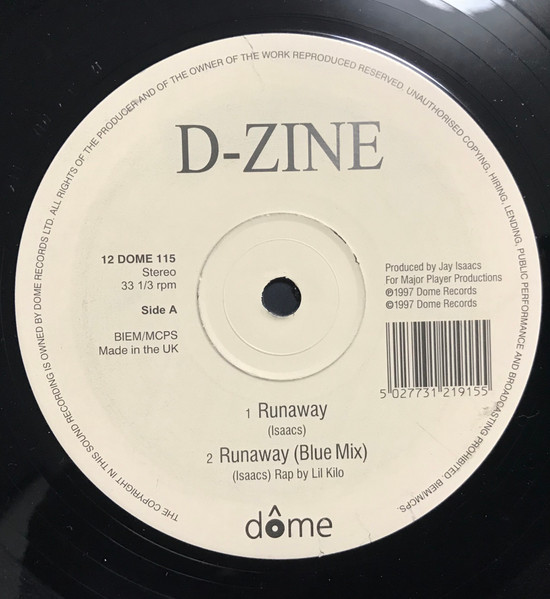 THE COPYRIGHT IN THIS SOUND RECORDING IS OWNED BY DOME RECORDS LTD. ALL RIGHTS OF THE PRODUCER AND OF THE OWNER OF THE WORK REPRODUCED RESERVED. UNAUTHORISED COPYING, HIRING, LENDING, PUBLIC PERFORMANCE AND BROADCASTING PROHIBITED. BIEM/MCPS.
D-ZINE
12 DOME 115
Stereo
33 1/3 rpm
Side A
BIEM/MCPS
Made in the UK
Produced by Jay Isaacs
For Major Player Productions
℗1997 Dome Records
©1997 Dome Records
5 027731 219155
1 Runaway
(Isaacs)
2 Runaway (Blue Mix)
(Isaacs) Rap by Lil Kilo
dôme